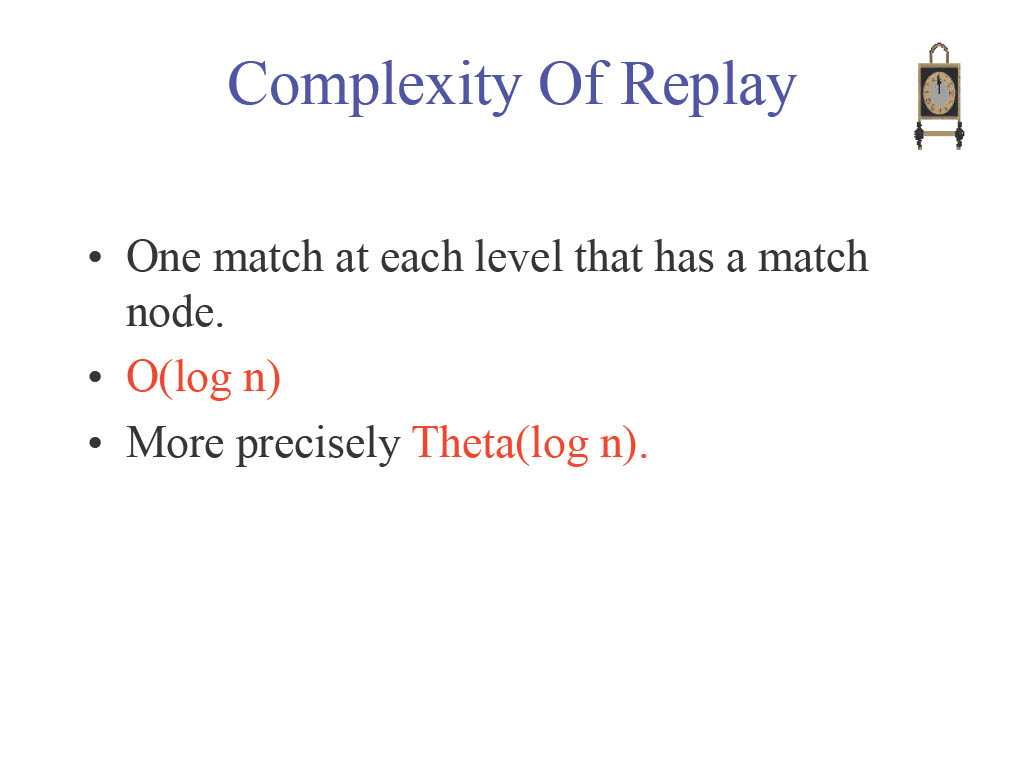 Complexity Of Replay
• One match at each level that has a match
node.
• O(log n)
• More precisely Theta(log n).